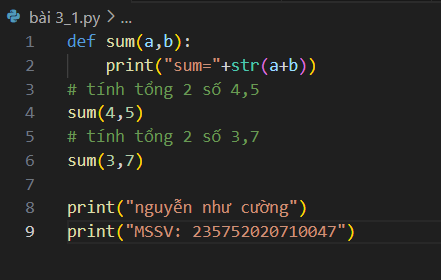 bài 3_1.py > ...
1 def sum(a,b):
2     print("sum="+str(a+b))
3 # tính tổng 2 số 4,5
4 sum(4,5)
5 # tính tổng 2 số 3,7
6 sum(3,7)
7
8 print("nguyễn như cường")
9 print("MSSV: 235752020710047")